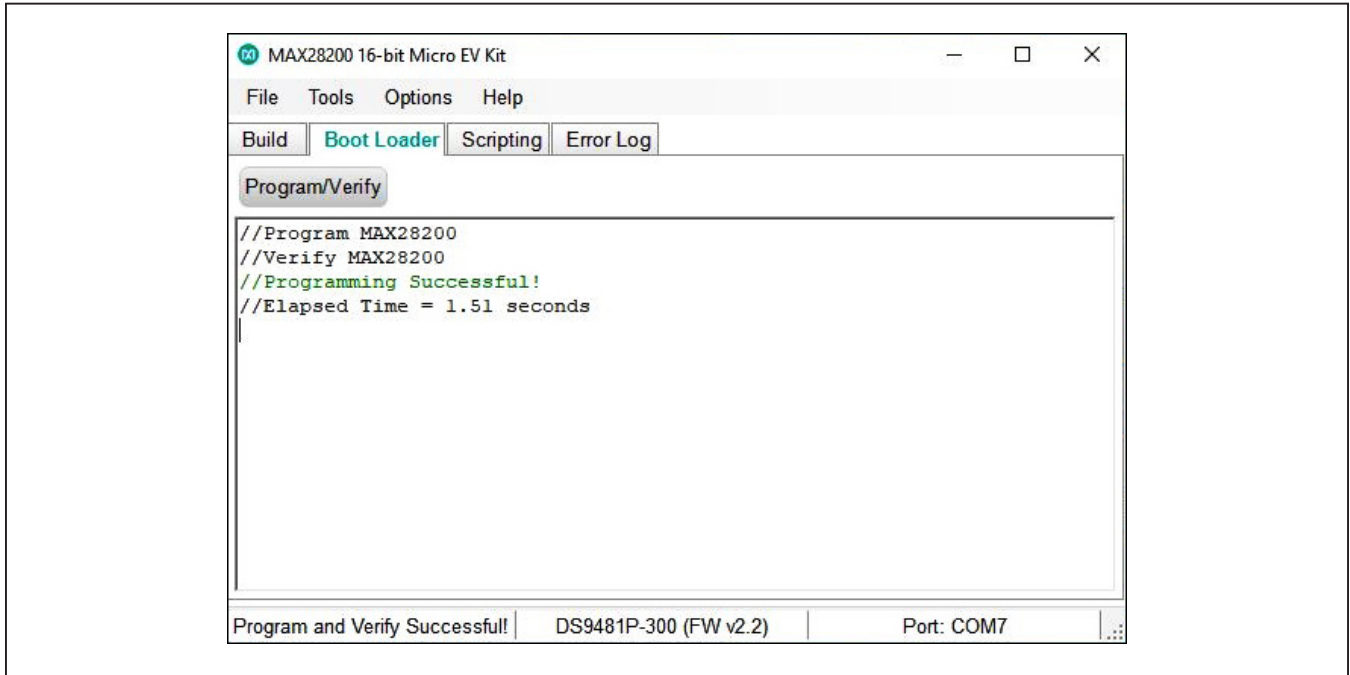 MAX28200 16-bit Micro EV Kit
File Tools Options Help
Build Boot Loader Scripting Error Log
Program/Verify
//Program MAX28200
//Verify MAX28200
//Programming Successful!
//Elapsed Time = 1.51 seconds
Program and Verify Successful! DS9481P-300 (FW v2.2) Port: COM7